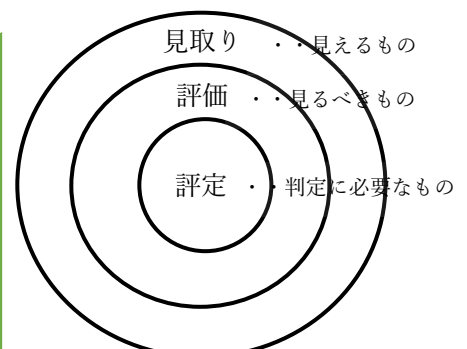 見取り ・・見えるもの
評価 ・・見るべきもの
評定 ・・判定に必要なもの